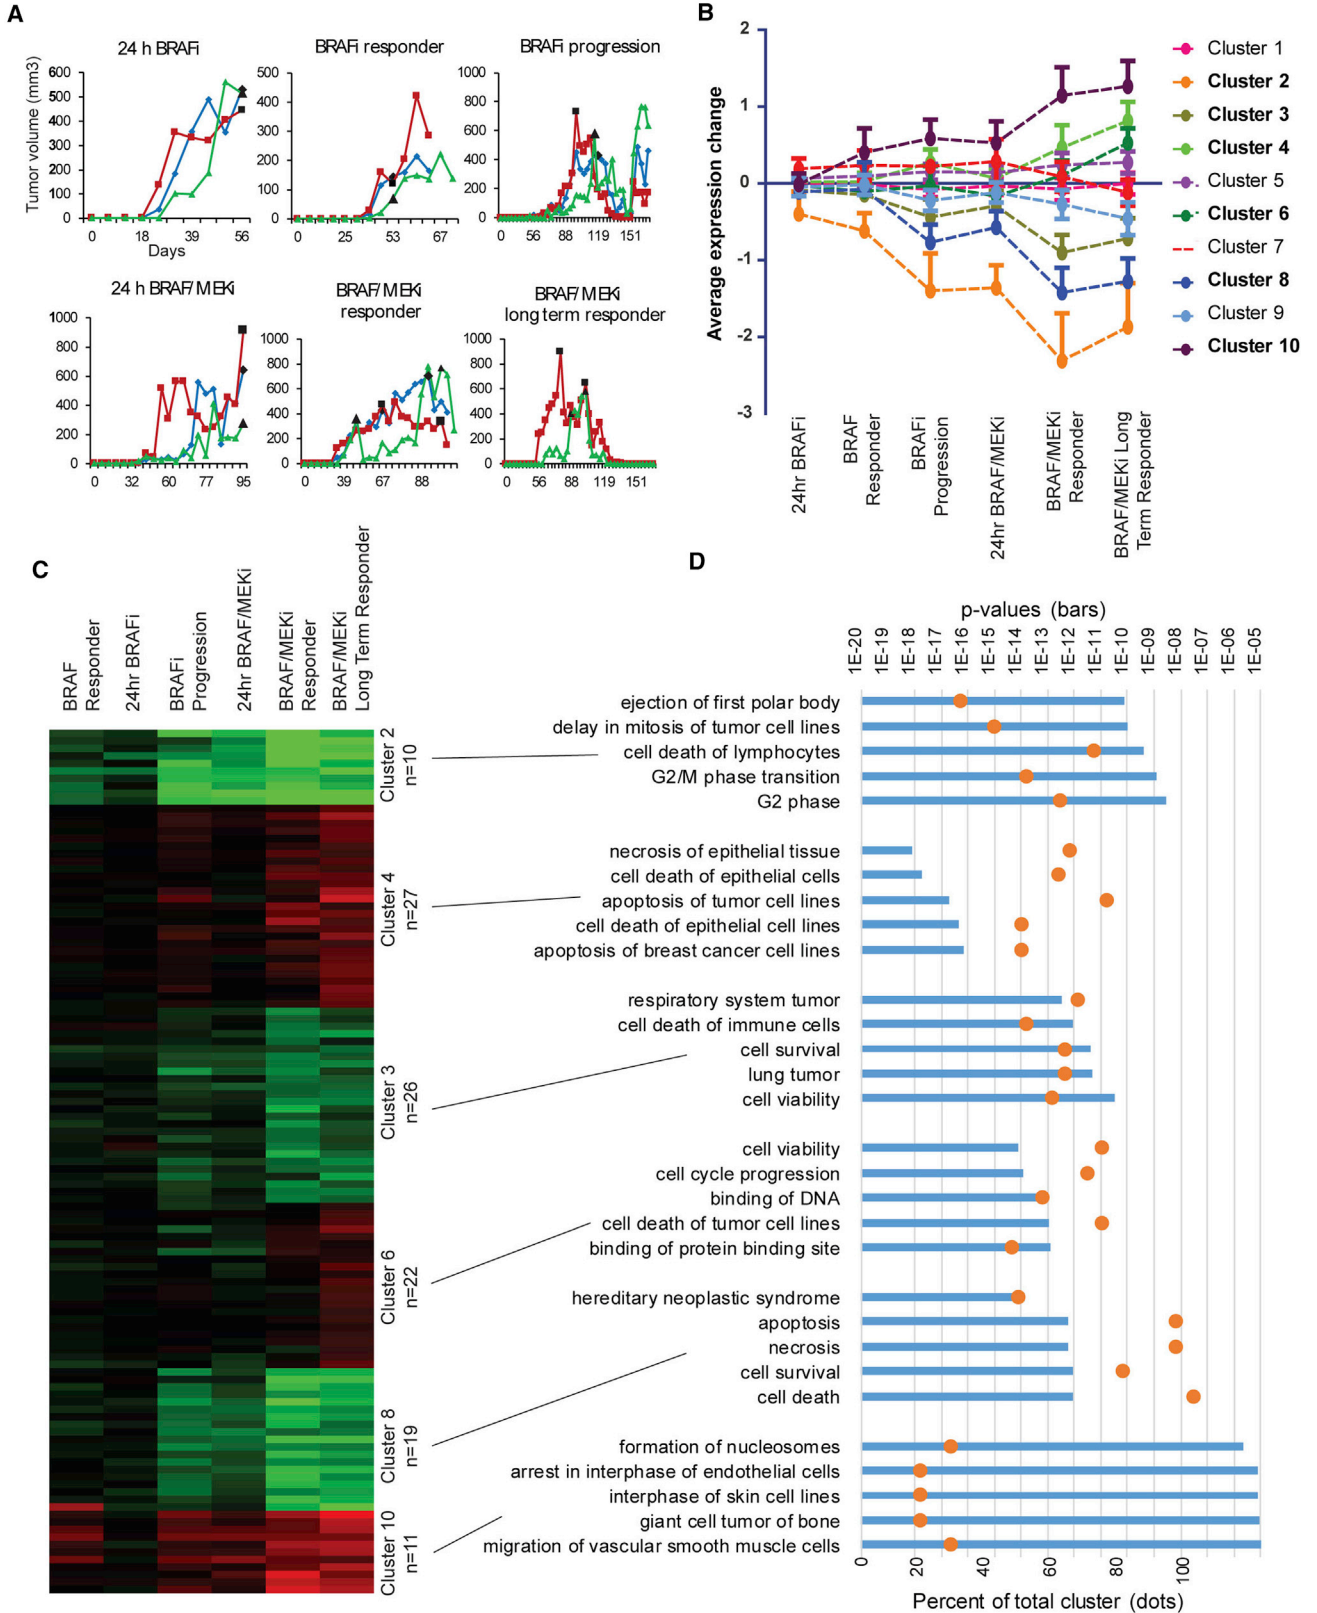 A
24 h BRAFi
BRAFi responder
BRAFi progression
Tumor volume (mm3)
600
500
400
300
200
100
0
0 18 39 56
Days
500
400
300
200
100
0
0 25 53 67
1000
800
600
400
200
0
0 56 88 119 151
24 h BRAF/MEKi
BRAF/MEKi
responder
BRAF/MEKi
long term responder
1000
800
600
400
200
0
0 32 60 77 95
1000
800
600
400
200
0
0 39 67 88
1000
800
600
400
200
0
0 56 88 119 151
B
Average expression change
2
1
0
-1
-2
-3
24hr BRAFi
BRAF
Responder
BRAFi
Progression
24hr BRAF/MEKi
BRAF/MEKi
Responder
BRAF/MEKi Long
Term Responder
Cluster 1
Cluster 2
Cluster 3
Cluster 4
Cluster 5
Cluster 6
Cluster 7
Cluster 8
Cluster 9
Cluster 10
C
BRAF
Responder
24hr BRAFi
BRAFi
Progression
24hr BRAF/MEKi
BRAF/MEKi
Responder
BRAF/MEKi
Long Term Responder
Cluster 2
n=10
Cluster 4
n=27
Cluster 3
n=26
Cluster 6
n=22
Cluster 8
n=19
Cluster 10
n=11
D
p-values (bars)
1E-20 1E-19 1E-18 1E-17 1E-16 1E-15 1E-14 1E-13 1E-12 1E-11 1E-10 1E-09 1E-08 1E-07 1E-06 1E-05
ejection of first polar body
delay in mitosis of tumor cell lines
cell death of lymphocytes
G2/M phase transition
G2 phase
necrosis of epithelial tissue
cell death of epithelial cells
apoptosis of tumor cell lines
cell death of epithelial cell lines
apoptosis of breast cancer cell lines
respiratory system tumor
cell death of immune cells
cell survival
lung tumor
cell viability
cell viability
cell cycle progression
binding of DNA
cell death of tumor cell lines
binding of protein binding site
hereditary neoplastic syndrome
apoptosis
necrosis
cell survival
cell death
formation of nucleosomes
arrest in interphase of endothelial cells
interphase of skin cell lines
giant cell tumor of bone
migration of vascular smooth muscle cells
0 20 40 60 80 100
Percent of total cluster (dots)